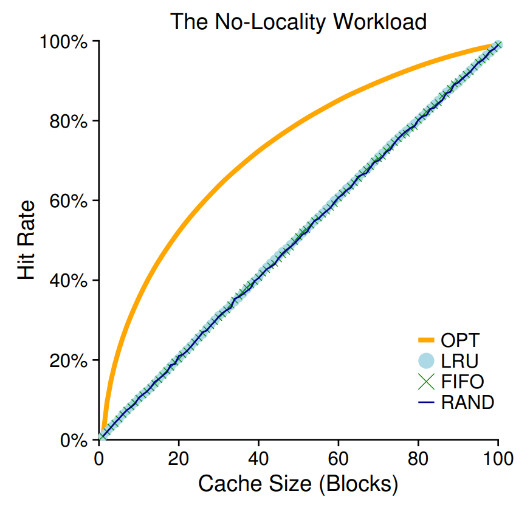 The No-Locality Workload
100%
80%
60%
40%
20%
0%
Hit Rate
OPT
LRU
FIFO
RAND
0 20 40 60 80 100
Cache Size (Blocks)